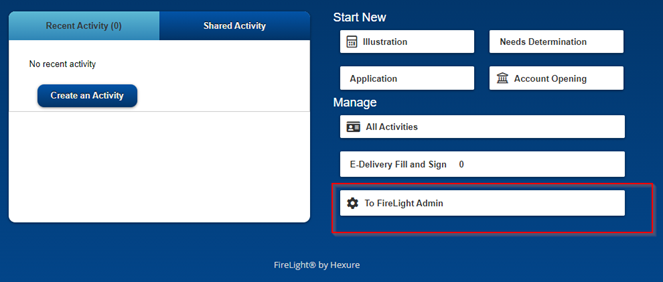 Recent Activity (0)
Shared Activity
No recent activity
Create an Activity
Start New
Illustration
Needs Determination
Application
Account Opening
Manage
All Activities
E-Delivery Fill and Sign 0
To FireLight Admin
FireLight® by Hexure